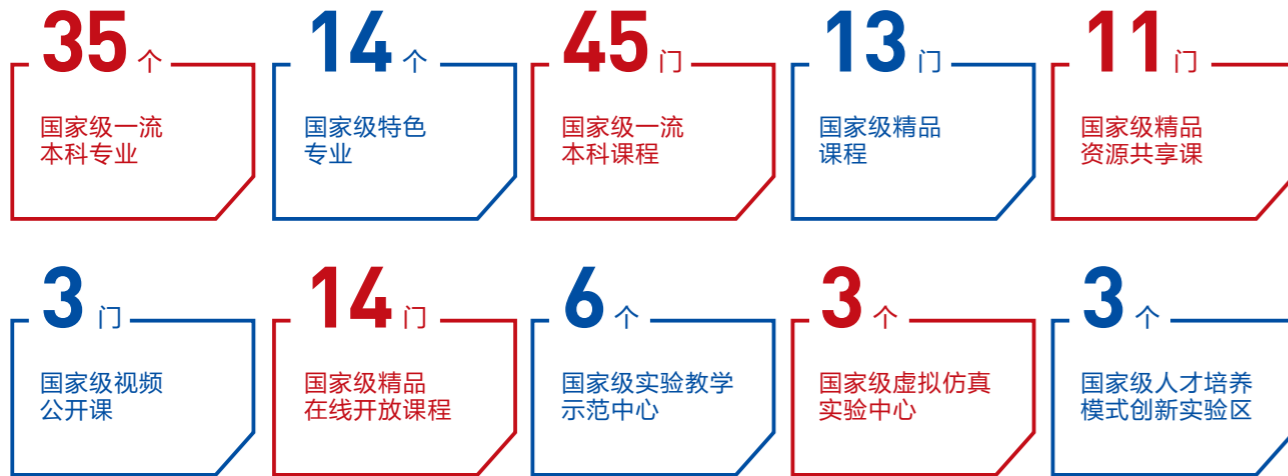 35个
国家级一流
本科专业
14个
国家级特色
专业
45门
国家级一流
本科课程
13门
国家级精品
课程
11门
国家级精品
资源共享课
3门
国家级视频
公开课
14门
国家级精品
在线开放课程
6个
国家级实验教学
示范中心
3个
国家级虚拟仿真
实验中心
3个
国家级人才培养
模式创新实验区